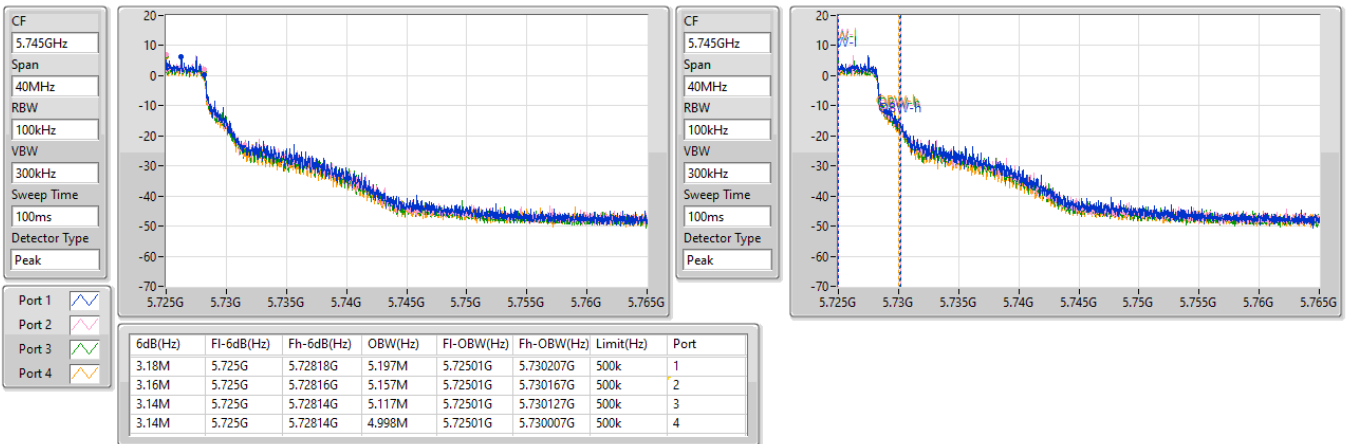 CF
5.745GHz
Span
40MHz
RBW
100kHz
VBW
300kHz
Sweep Time
100ms
Detector Type
Peak
20
10
0
-10
-20
-30
-40
-50
-60
-70
5.725G 5.73G 5.735G 5.74G 5.745G 5.75G 5.755G 5.76G 5.765G
CF
5.745GHz
Span
40MHz
RBW
100kHz
VBW
300kHz
Sweep Time
100ms
Detector Type
Peak
20
10
0
-10
-20
-30
-40
-50
-60
-70
5.725G 5.73G 5.735G 5.74G 5.745G 5.75G 5.755G 5.76G 5.765G
Port 1
Port 2
Port 3
Port 4
6dB(Hz) Fl-6dB(Hz) Fh-6dB(Hz) OBW(Hz) Fl-OBW(Hz) Fh-OBW(Hz) Limit(Hz) Port
3.18M 5.725G 5.72818G 5.197M 5.72501G 5.730207G 500k 1
3.16M 5.725G 5.72816G 5.157M 5.72501G 5.730167G 500k 2
3.14M 5.725G 5.72814G 5.117M 5.72501G 5.730127G 500k 3
3.14M 5.725G 5.72814G 4.998M 5.72501G 5.730007G 500k 4